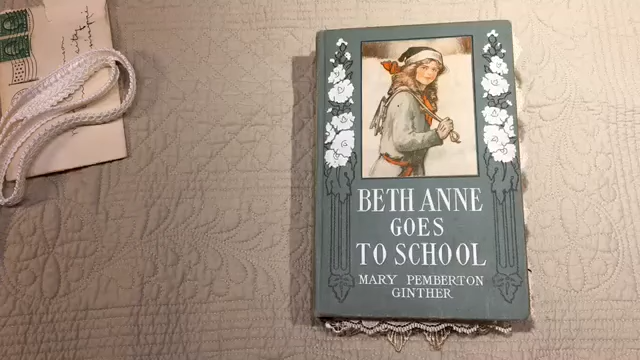 BETH ANNE
GOES
TO SCHOOL
MARY PEMBERTON
GINTHER